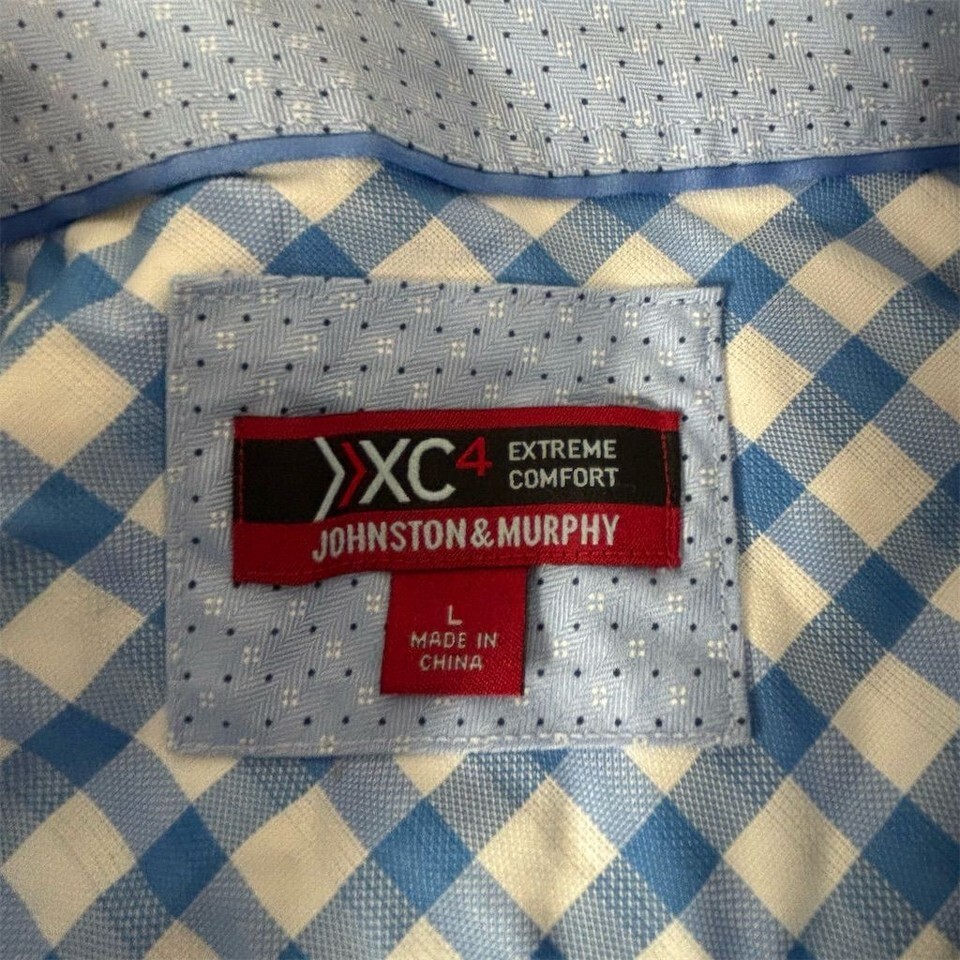 XC4 EXTREME
COMFORT
JOHNSTON&MURPHY
L
MADE IN
CHINA